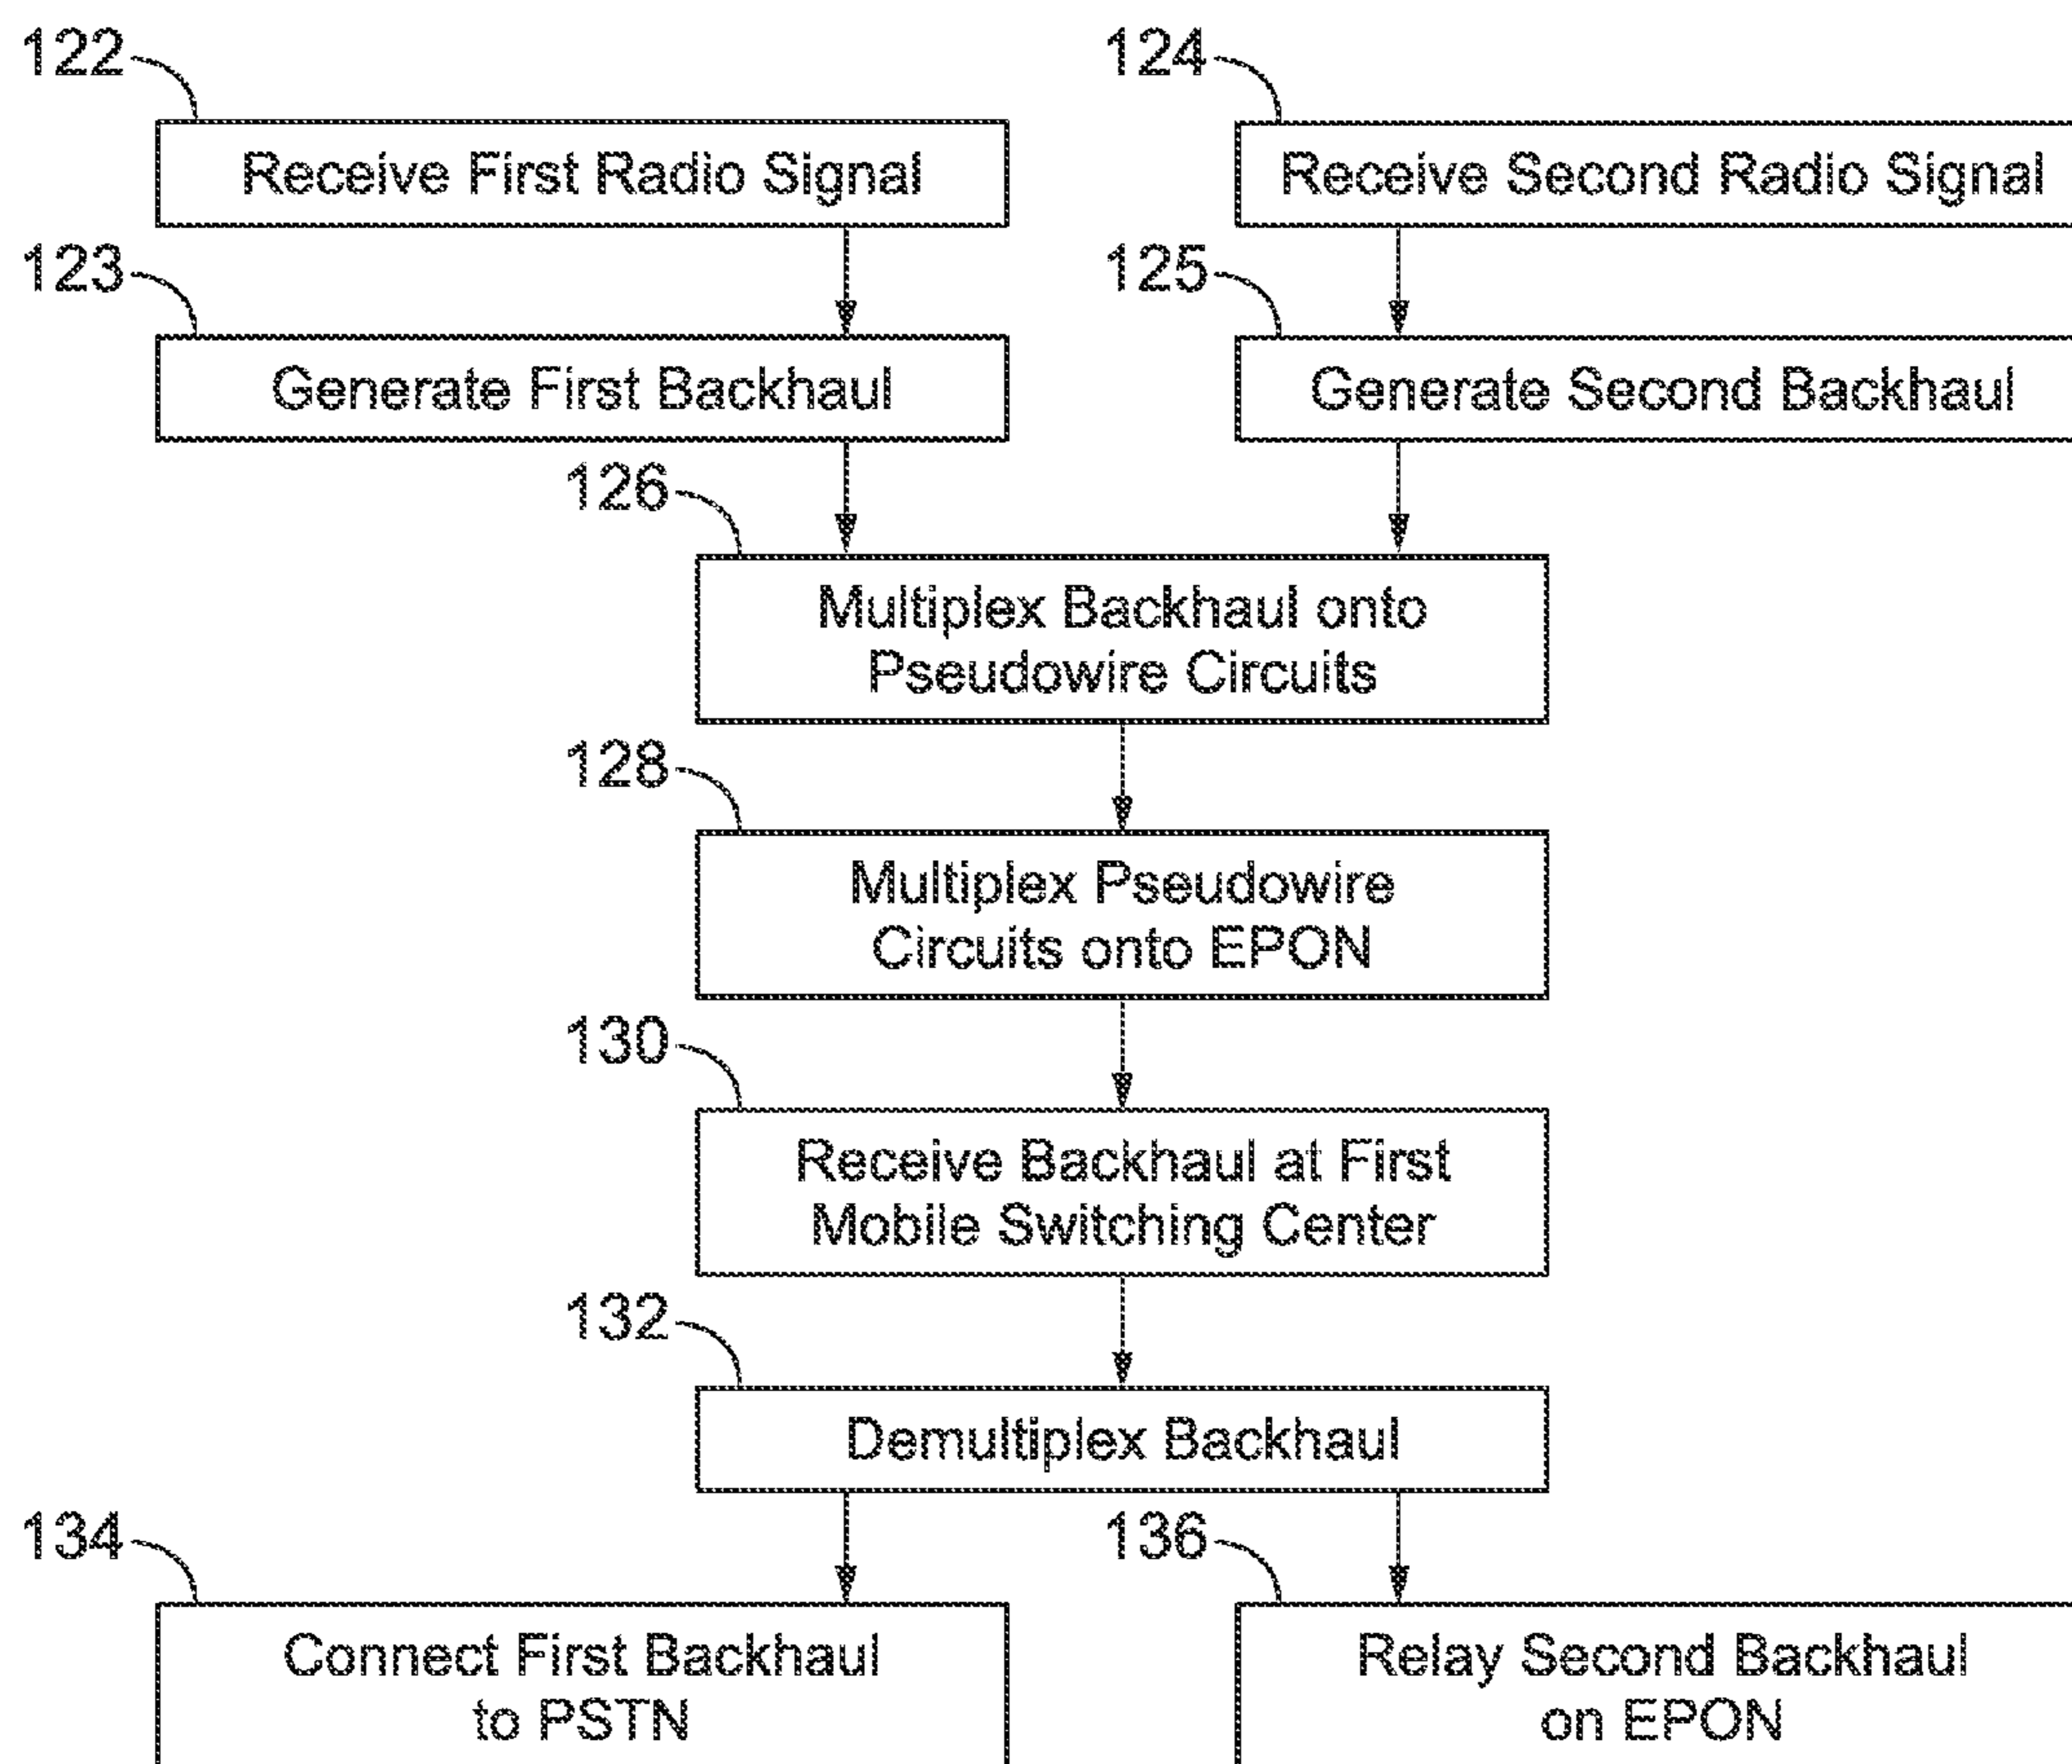 122
124
Receive First Radio Signal
Receive Second Radio Signal
123
125
Generate First Backhaul
Generate Second Backhaul
126
Multiplex Backhaul onto
Pseudowire Circuits
128
Multiplex Pseudowire
Circuits onto EPON
130
Receive Backhaul at First
Mobile Switching Center
132
Demultiplex Backhaul
134
136
Connect First Backhaul
to PSTN
Relay Second Backhaul
on EPON